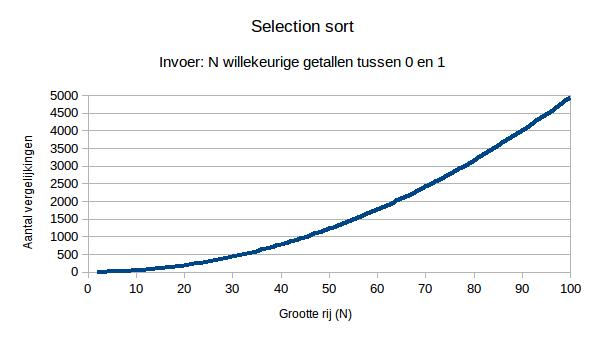 Selection sort
Invoer: N willekeurige getallen tussen 0 en 1
5000
4500
4000
3500
3000
2500
2000
1500
1000
500
0
Aantal vergelijkingen
0 10 20 30 40 50 60 70 80 90 100
Grootte rij (N)